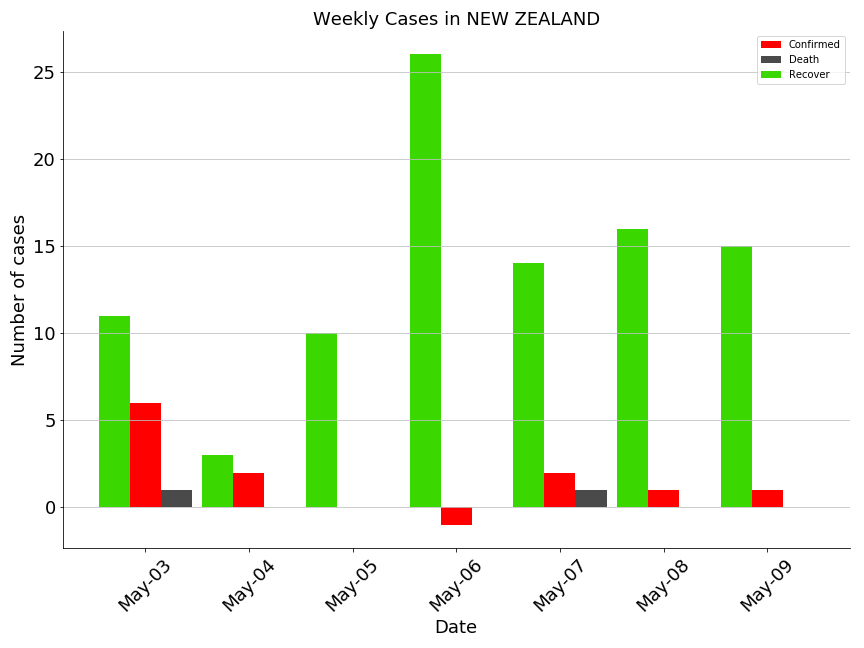 Weekly Cases in NEW ZEALAND
Confirmed
Death
Recover
Number of cases
25
20
15
10
5
0
May-03
May-04
May-05
May-06
May-07
May-08
May-09
Date